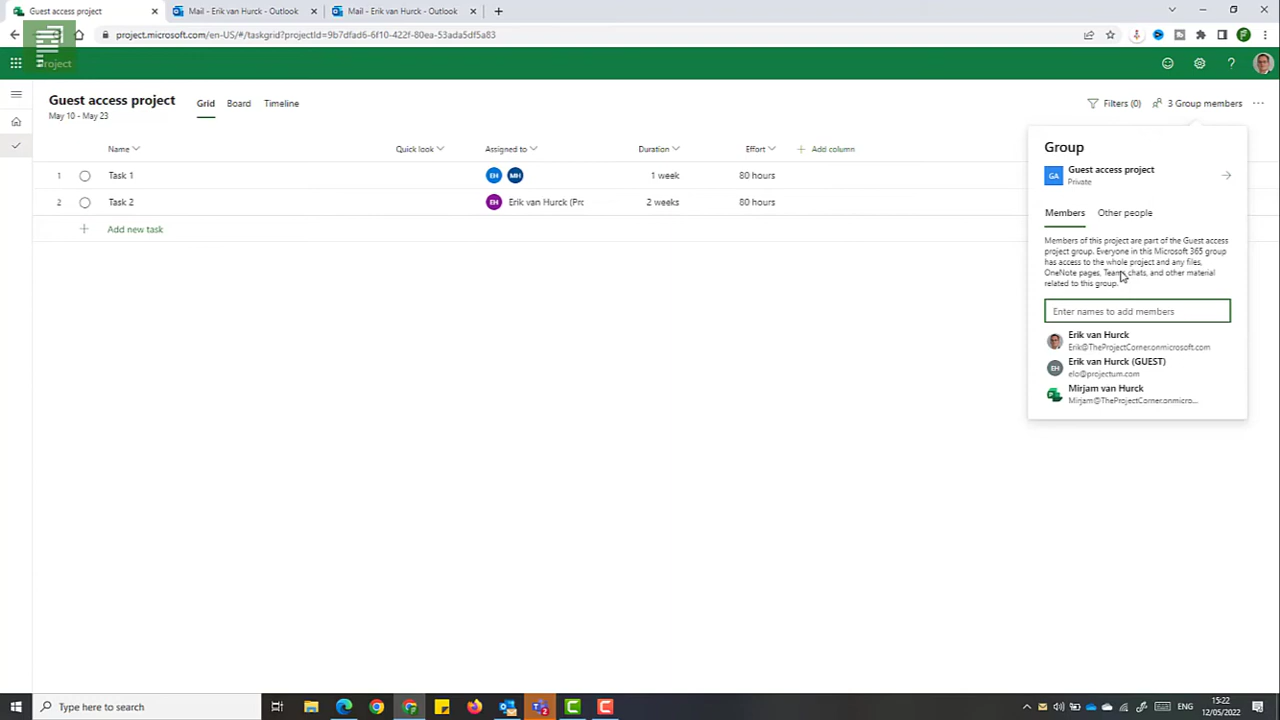 Guest access project
Mail - Erik van Hurck - Outlook
Mail - Erik van Hurck - Outlook
project.microsoft.com/en-US/#/taskgrid?projectId=9b7dfad6-6f10-422f-80ea-53ada5df5a83
Project
Guest access project
May 10 - May 23
Grid
Board
Timeline
Filters (0)
3 Group members
Name
Quick look
Assigned to
Duration
Effort
Add column
1
Task 1
EH
MH
1 week
80 hours
2
Task 2
EH
Erik van Hurck (Prc
2 weeks
80 hours
Add new task
Group
GA
Guest access project
Private
Members
Other people
Members of this project are part of the Guest access
project group. Everyone in this Microsoft 365 group
has access to the whole project and any files,
OneNote pages, Teams chats, and other material
related to this group.
Enter names to add members
Erik van Hurck
Erik@TheProjectCorner.onmicrosoft.com
EH
Erik van Hurck (GUEST)
elo@projectum.com
Mirjam van Hurck
Mirjam@TheProjectCorner.onmicro...
Type here to search
ENG
15:22
12/05/2022